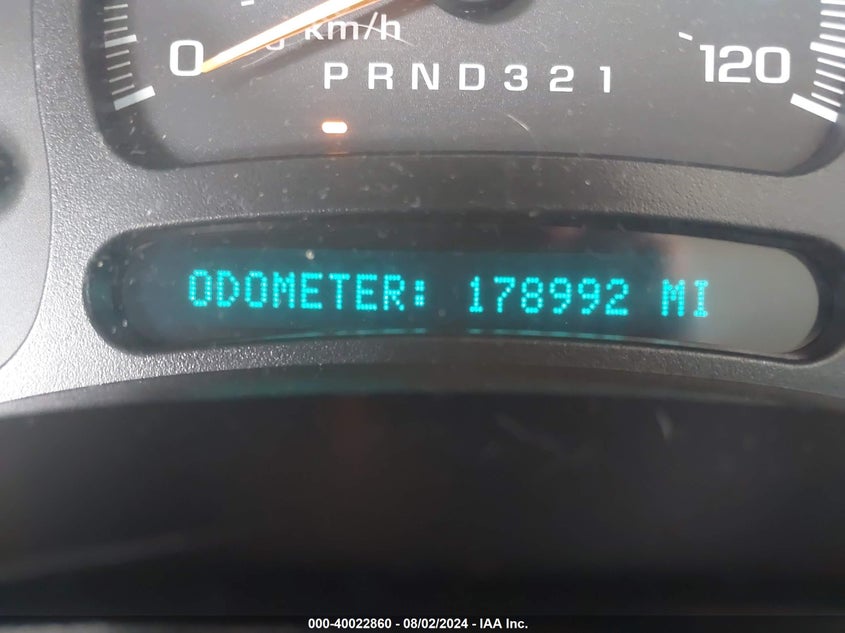 km/h
0
120
PRND321
ODOMETER: 178992 MI
000-40022860 - 08/02/2024 - IAA Inc.